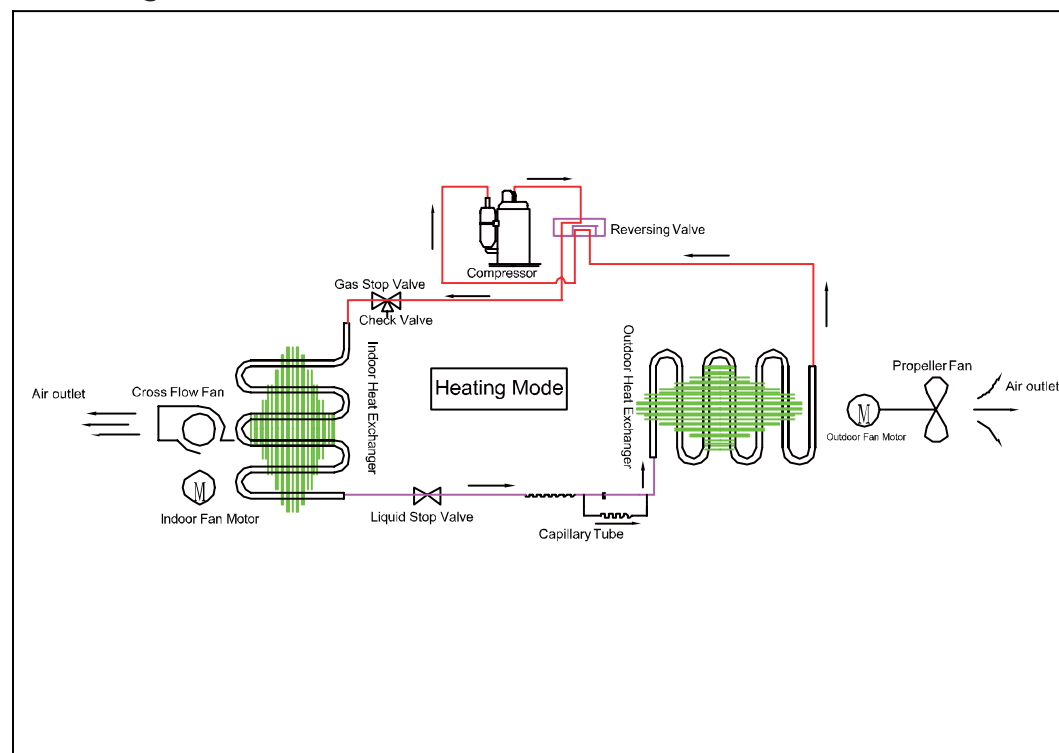 Reversing Valve
Compressor
Gas Stop Valve
Check Valve
Indoor Heat Exchanger
Heating Mode
Outdoor Heat Exchanger
Propeller Fan
Air outlet
Cross Flow Fan
Air outlet
M
Outdoor Fan Motor
M
Indoor Fan Motor
Liquid Stop Valve
Capillary Tube